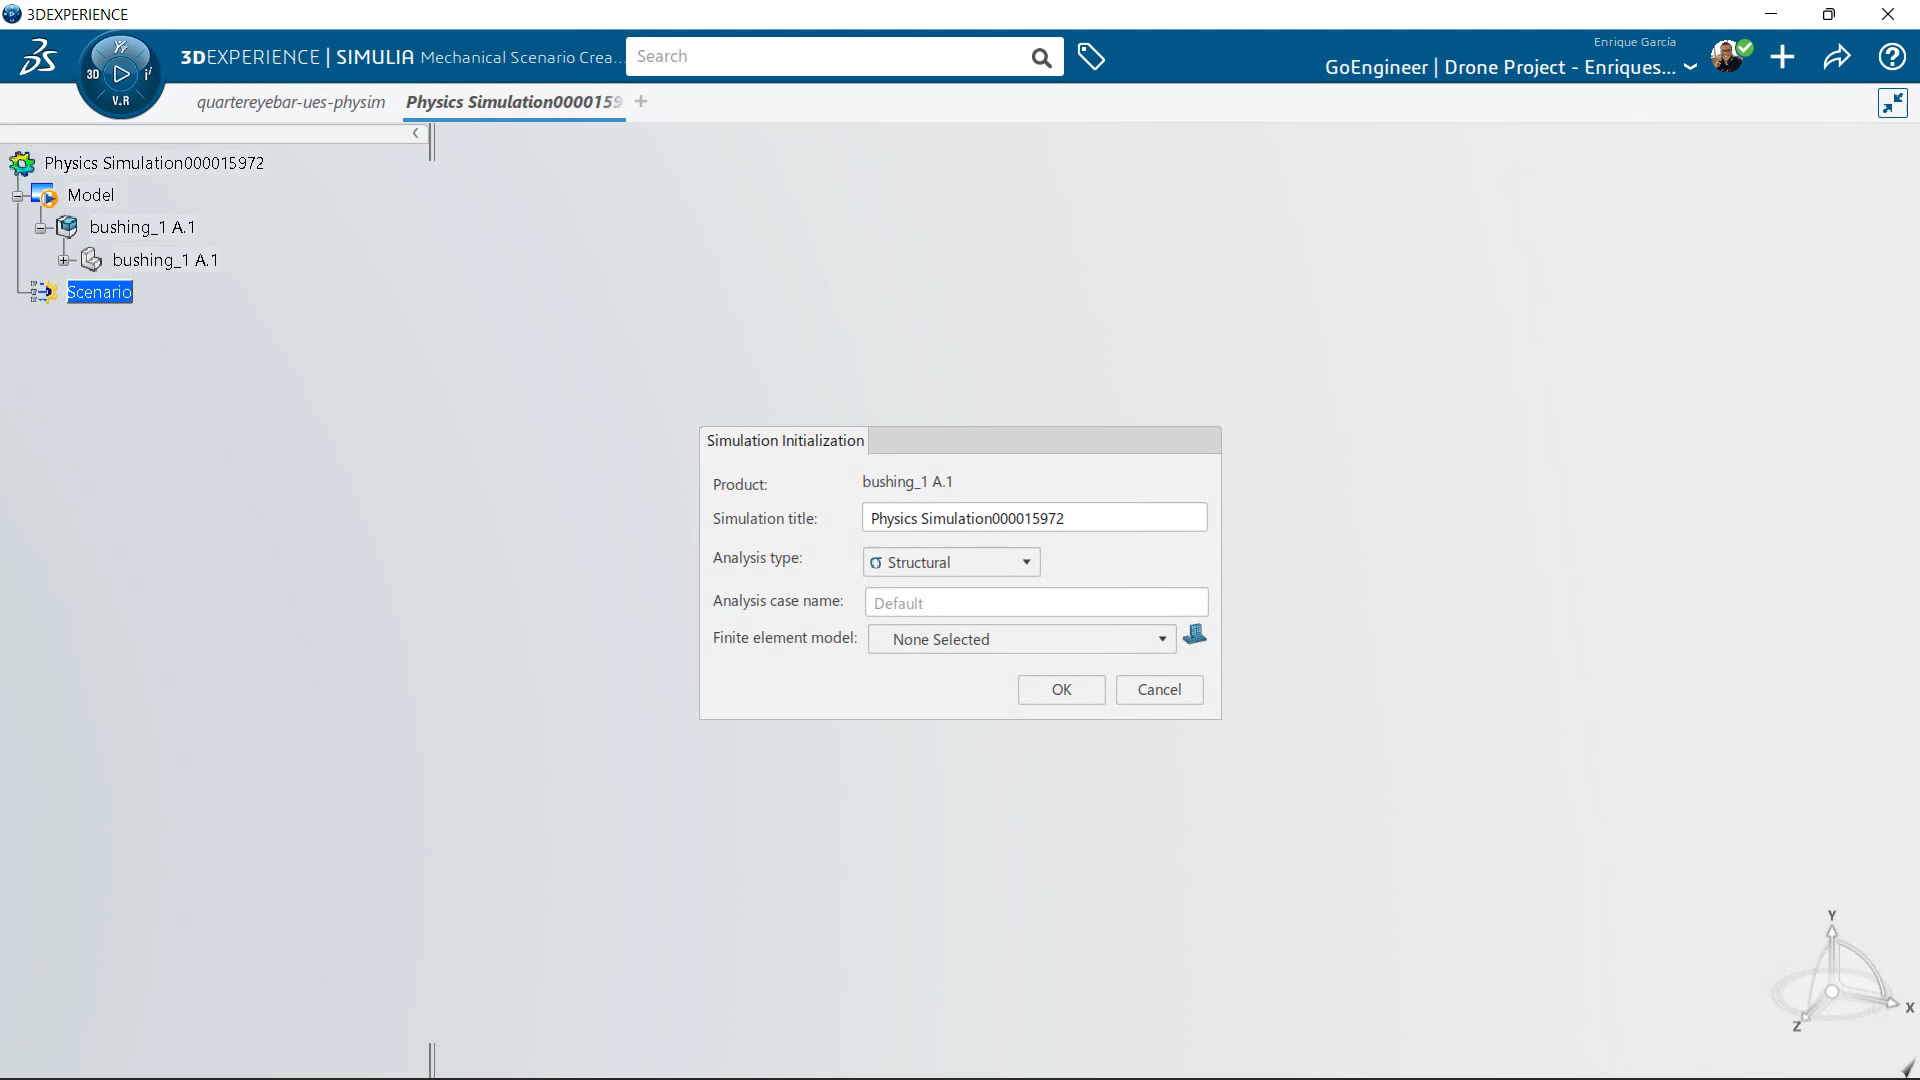 3DEXPERIENCE
3DEXPERIENCE | SIMULIA Mechanical Scenario Crea...
Search
Enrique García
GoEngineer | Drone Project - Enriques...
3D
V.R
quartereyebar-ues-physim
Physics Simulation0000159
Physics Simulation000015972
Model
bushing_1 A.1
bushing_1 A.1
Scenario
Simulation Initialization
Product: bushing_1 A.1
Simulation title: Physics Simulation000015972
Analysis type: Structural
Analysis case name: Default
Finite element model: None Selected
OK
Cancel
Y
X
Z